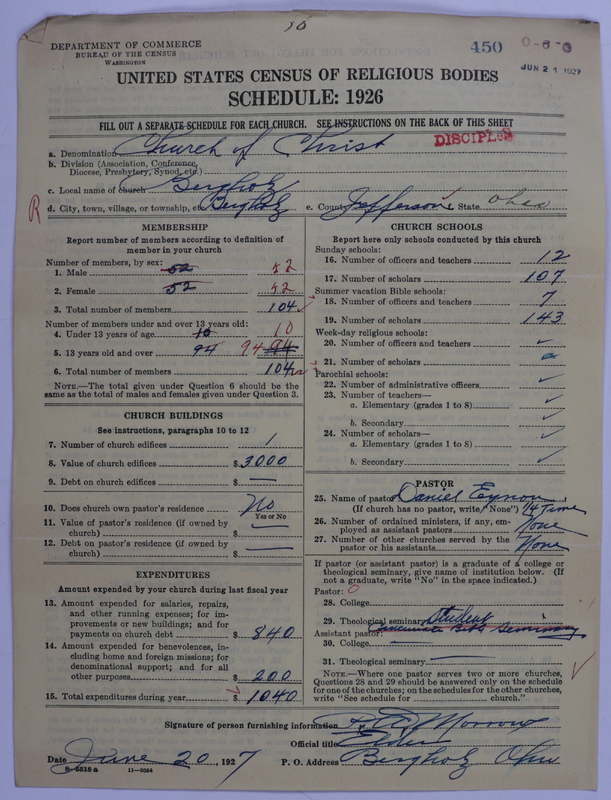 10
DEPARTMENT OF COMMERCE
BUREAU OF THE CENSUS
WASHINGTON
450
0-6-6
JUN 21 1927
UNITED STATES CENSUS OF RELIGIOUS BODIES
SCHEDULE: 1926
FILL OUT A SEPARATE SCHEDULE FOR EACH CHURCH. SEE INSTRUCTIONS ON THE BACK OF THIS SHEET
DISCIPLES
a. Denomination Church of Christ
b. Division (Association, Conference, Diocese, Presbytery, Synod, etc.)
c. Local name of church Bergholz
R
d. City, town, village, or township, etc. Bergholz e. County Jefferson State Ohio
MEMBERSHIP
Report number of members according to definition of member in your church
Number of members, by sex:
1. Male 52 52
2. Female 52 52
3. Total number of members 104
Number of members under and over 13 years old:
4. Under 13 years of age 10 10
5. 13 years old and over 94 94 94
6. Total number of members 104
NOTE.—The total given under Question 6 should be the same as the total of males and females given under Question 3.
CHURCH BUILDINGS
See instructions, paragraphs 10 to 12
7. Number of church edifices 1
8. Value of church edifices $ 3000
9. Debt on church edifices $ —
10. Does church own pastor's residence No
Yes or No
11. Value of pastor's residence (if owned by church) $ —
12. Debt on pastor's residence (if owned by church) $ —
EXPENDITURES
Amount expended by church during last fiscal year
13. Amount expended for salaries, repairs, and other running expenses; for improvements or new buildings; and for payments on church debt $ 840
14. Amount expended for benevolences, including home and foreign missions; for denominational support; and for all other purposes $ 200
15. Total expenditures during year $ 1040
CHURCH SCHOOLS
Report here only schools conducted by this church
Sunday schools:
16. Number of officers and teachers 12
17. Number of scholars 107
Summer vacation Bible schools:
18. Number of officers and teachers 7
19. Number of scholars 143
Week-day religious schools:
20. Number of officers and teachers
21. Number of scholars
Parochial schools:
22. Number of administrative officers
23. Number of teachers—
a. Elementary (grades 1 to 8)
b. Secondary
24. Number of scholars—
a. Elementary (grades 1 to 8)
b. Secondary
PASTOR
25. Name of pastor Daniel Eynon
(If church has no pastor, write "None") 1/4 Time
26. Number of ordained ministers, if any, employed as assistant pastors None
27. Number of other churches served by the pastor or his assistants None
If pastor (or assistant pastor) is a graduate of a college or theological seminary, give name of institution below. (If not a graduate, write "No" in the space indicated.)
Pastor: 0
28. College
29. Theological seminary Student
Assistant pastor: Cincinnati Bible Seminary
30. College
31. Theological seminary —
NOTE.—Where one pastor serves two or more churches, Questions 28 and 29 should be answered only on the schedule for one of the churches; on the schedules for the other churches, write "See schedule for church."
Signature of person furnishing information Morrow
Official title
Date June 20, 1927 P. O. Address Bergholz Ohio
8-5518 a 11-9054